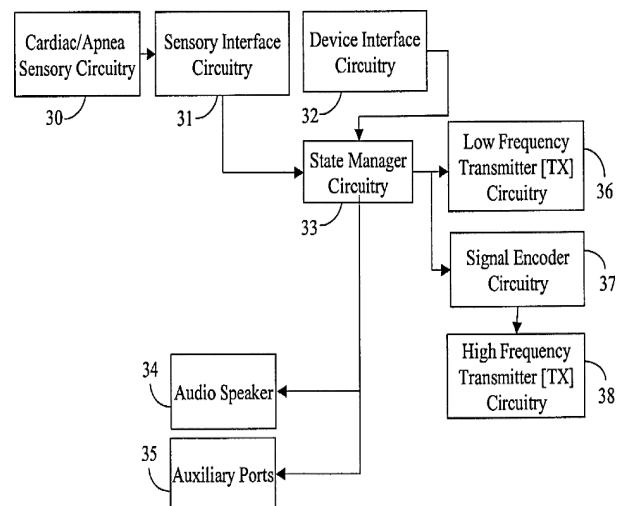 Cardiac/Apnea
Sensory Circuitry
30
Sensory Interface
Circuitry
31
Device Interface
Circuitry
32
State Manager
Circuitry
33
Low Frequency
Transmitter [TX]
Circuitry
36
Signal Encoder
Circuitry
37
High Frequency
Transmitter [TX]
Circuitry
38
34
Audio Speaker
35
Auxiliary Ports